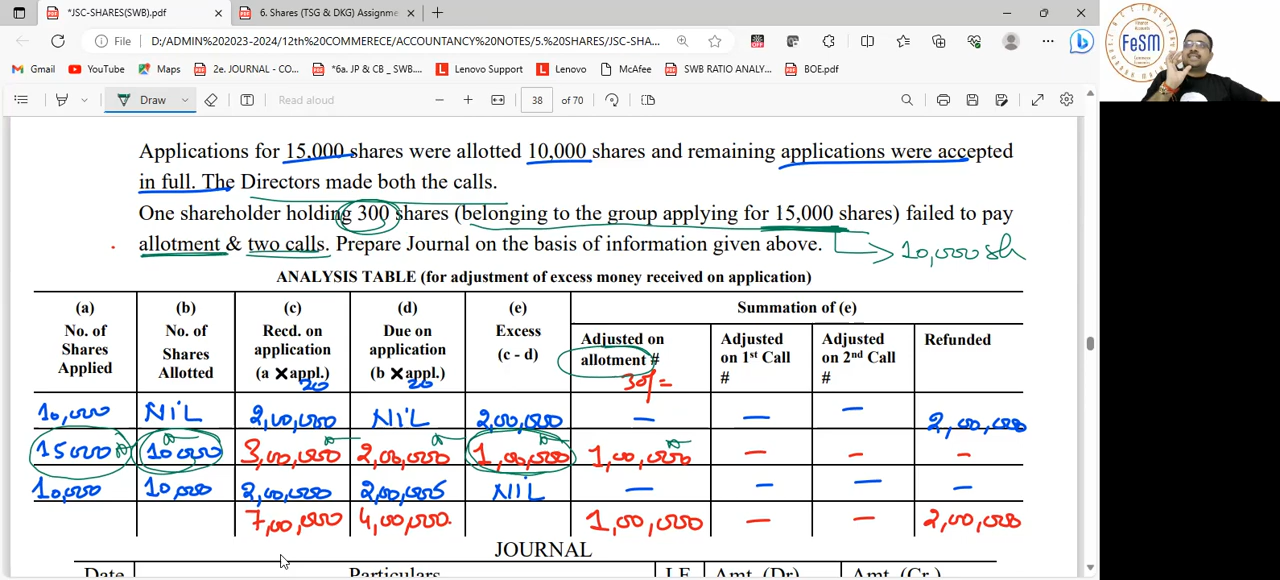 *JSC-SHARES(SWB).pdf
6. Shares (TSG & DKG) Assignme
File D:/ADMIN%202023-2024/12th%20COMMERECE/ACCOUNTANCY%20NOTES/5.%20SHARES/JSC-SHA...
Gmail YouTube Maps 2e. JOURNAL - CO... *6a. JP & CB _SWB.... Lenovo Support Lenovo McAfee SWB RATIO ANALY... BOE.pdf
Draw Read aloud 38 of 70
FeSM
Applications for 15,000 shares were allotted 10,000 shares and remaining applications were accepted
in full. The Directors made both the calls.
One shareholder holding 300 shares (belonging to the group applying for 15,000 shares) failed to pay
allotment & two calls. Prepare Journal on the basis of information given above.
10,000 sh
ANALYSIS TABLE (for adjustment of excess money received on application)
(a) (b) (c) (d) (e) Summation of (e)
No. of Shares Applied
No. of Shares Allotted
Recd. on application (a X appl.) 20
Due on application (b X appl.) 20
Excess (c - d)
Adjusted on allotment # 30/=
Adjusted on 1st Call #
Adjusted on 2nd Call #
Refunded
10,000 NiL 2,00,000 NiL 2,00,000 — — — 2,00,000
15000 10000 3,00,000 2,00,000 1,00,000 1,00,000 — - -
10,000 10,000 2,00,000 2,00,000 NiL — — — -
7,00,000 4,00,000. 1,00,000 — — 2,00,000
JOURNAL
Date Particulars L.F. Amt. (Dr) Amt. (Cr)